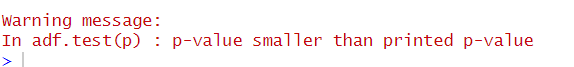 Warning message:
In adf.test(p) : p-value smaller than printed p-value
>